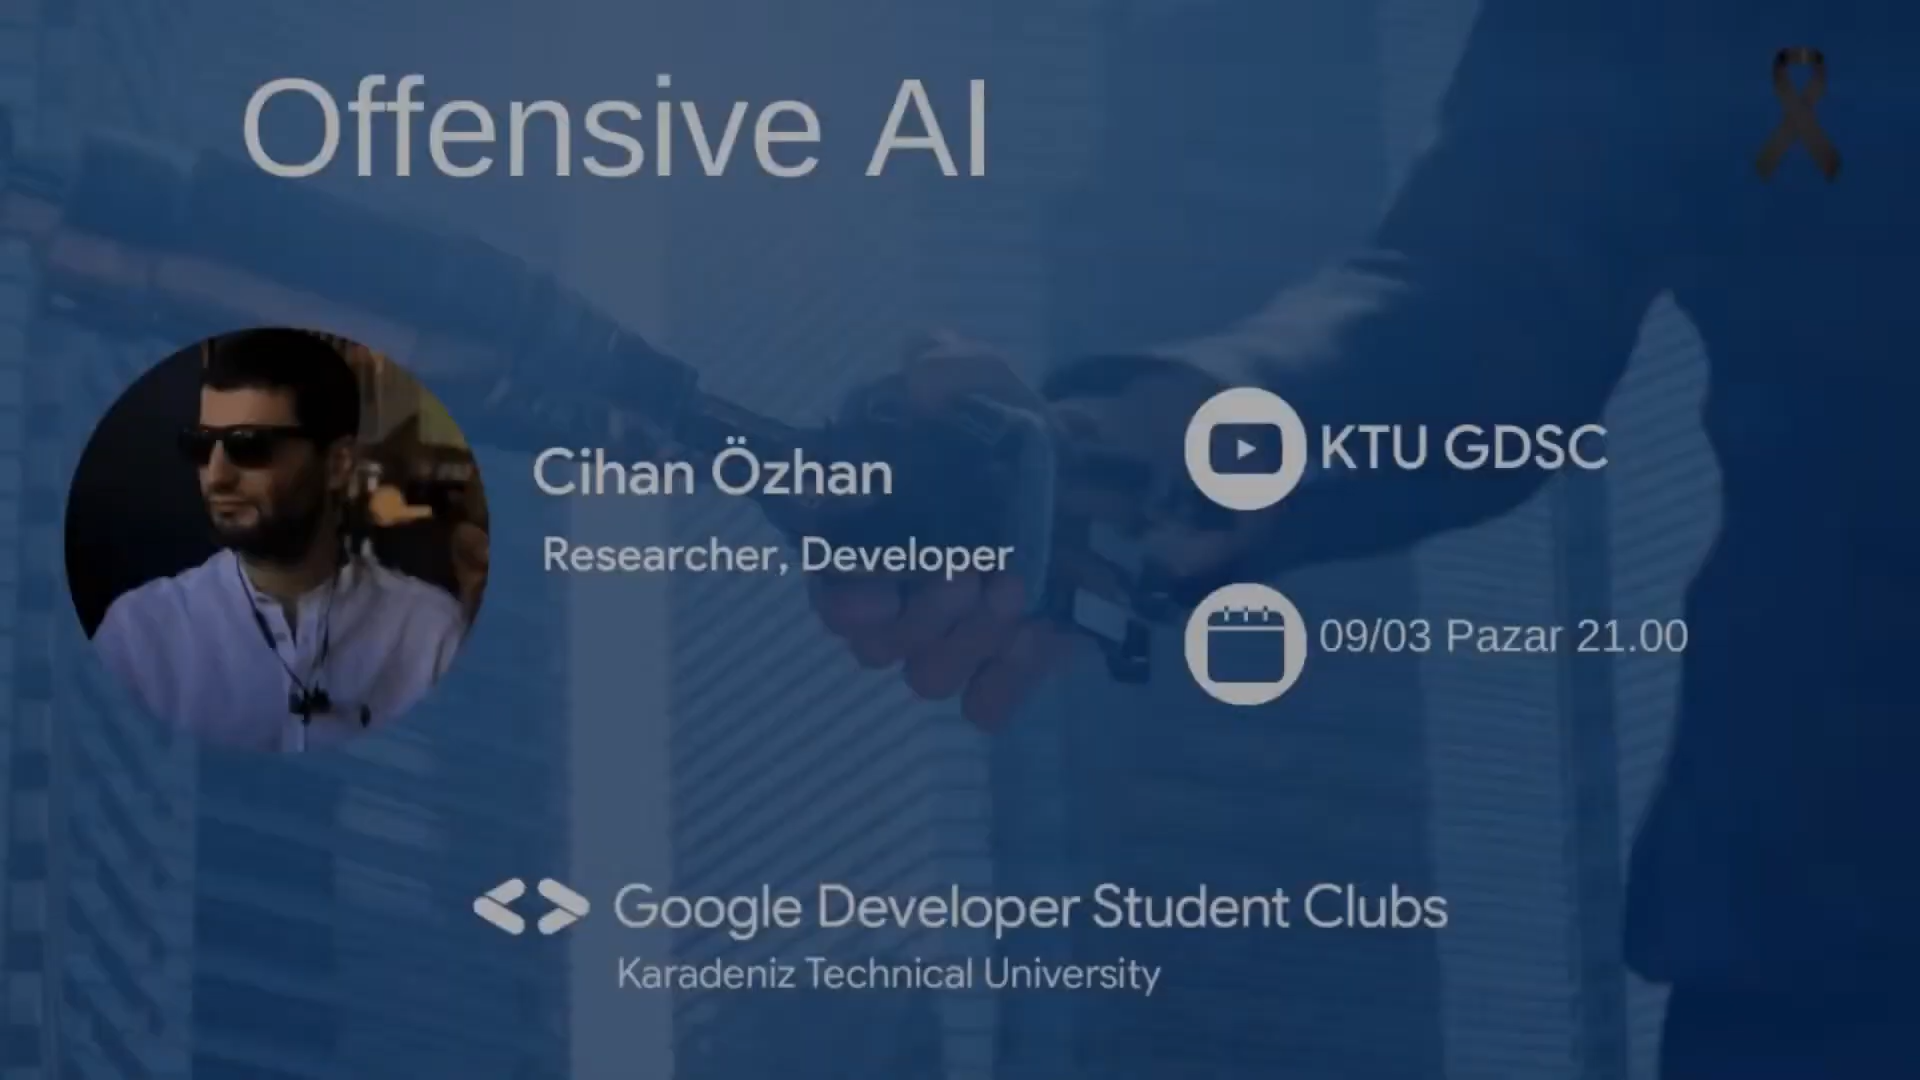 Offensive AI
Cihan Özhan
Researcher, Developer
KTU GDSC
09/03 Pazar 21.00
Google Developer Student Clubs
Karadeniz Technical University